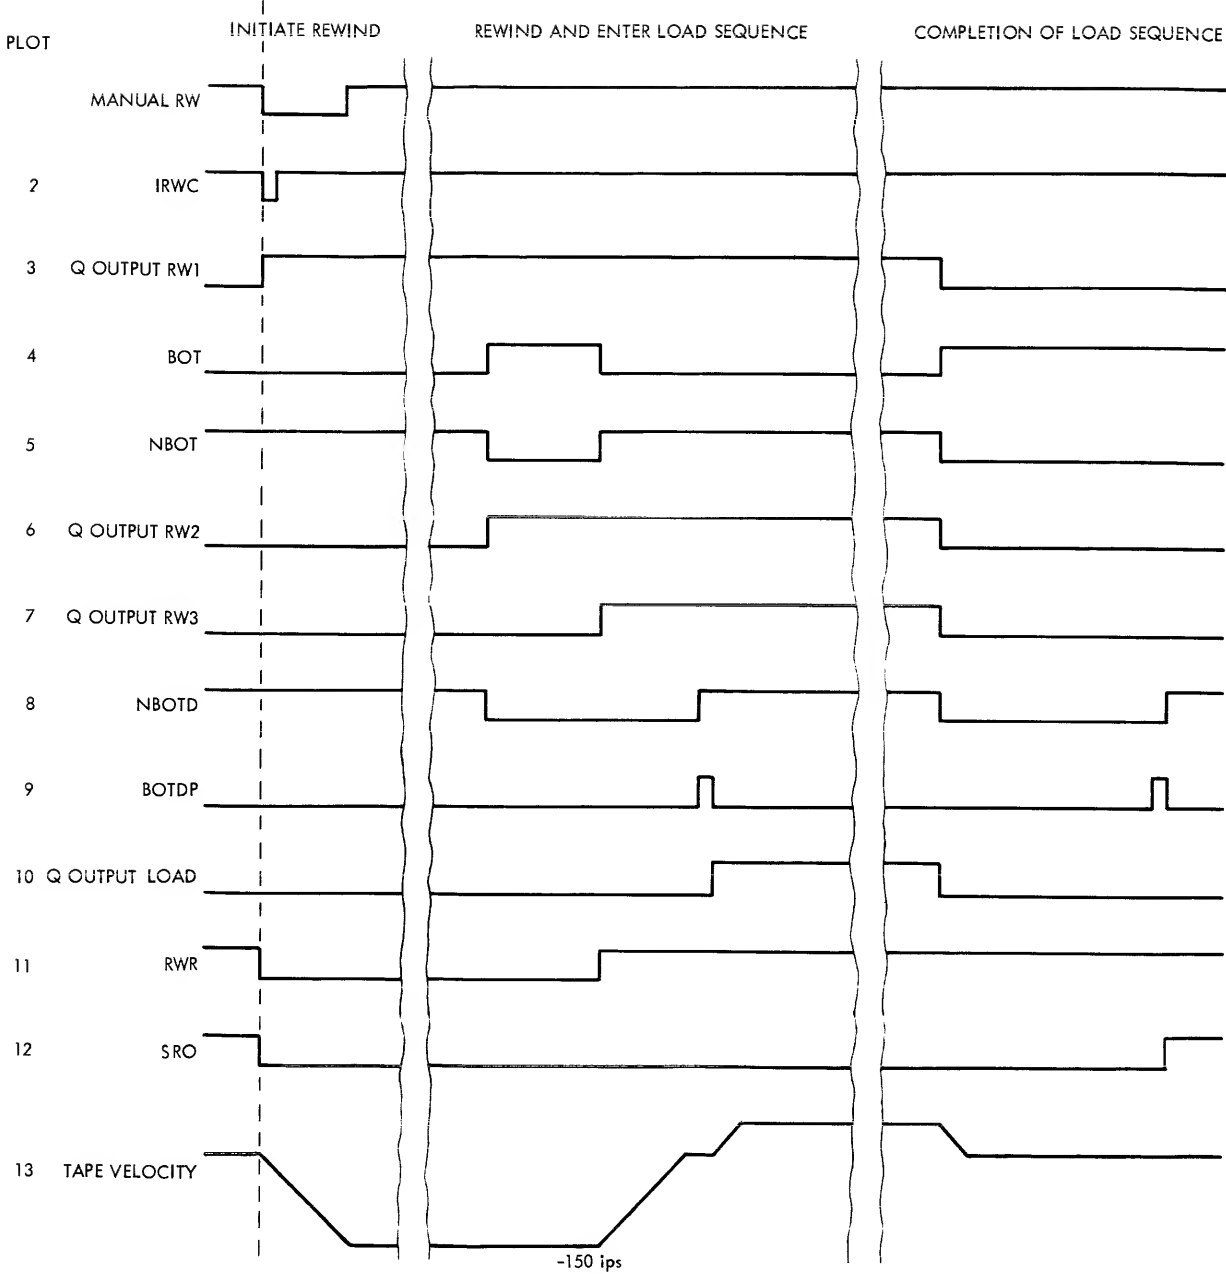 INITIATE REWIND
REWIND AND ENTER LOAD SEQUENCE
COMPLETION OF LOAD SEQUENCE
PLOT
MANUAL RW
2 IRWC
3 Q OUTPUT RW1
4 BOT
5 NBOT
6 Q OUTPUT RW2
7 Q OUTPUT RW3
8 NBOTD
9 BOTDP
10 Q OUTPUT LOAD
11 RWR
12 SRO
13 TAPE VELOCITY
-150 ips